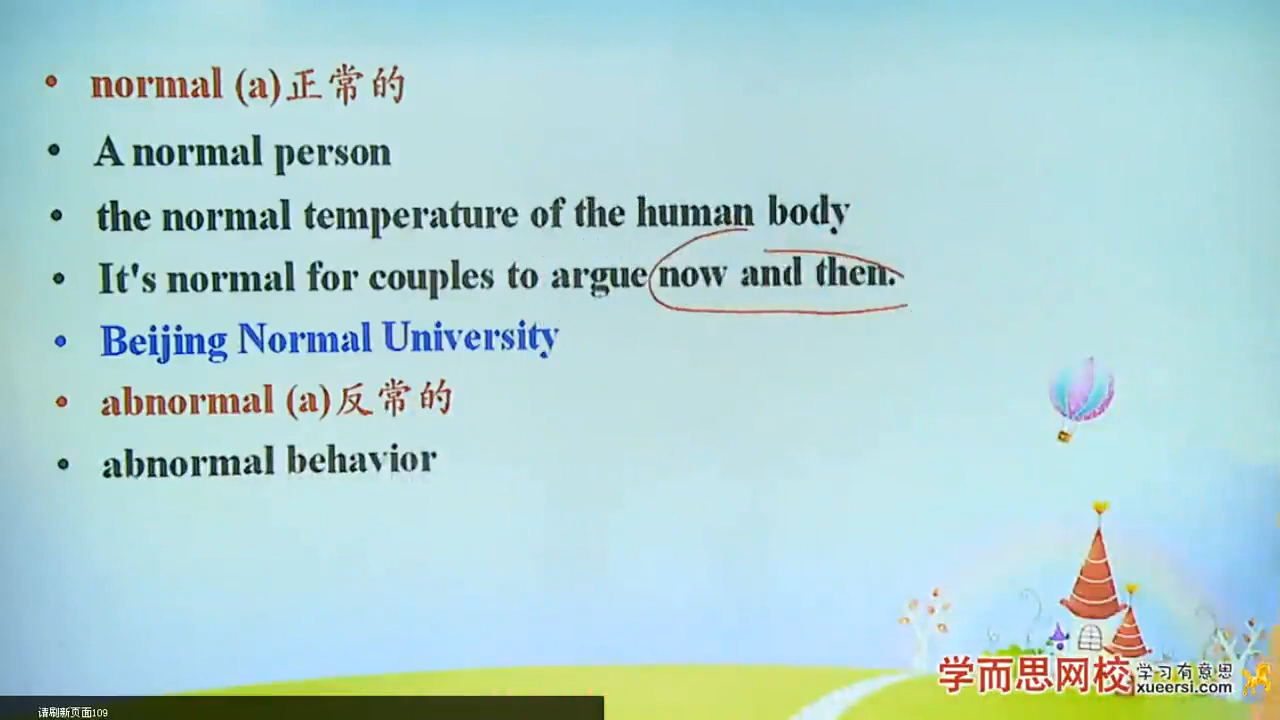 • normal (a)正常的
• A normal person
• the normal temperature of the human body
• It's normal for couples to argue now and then.
• Beijing Normal University
• abnormal (a)反常的
• abnormal behavior
学而思网校
学习有意思
xueersi.com
请刷新页面109